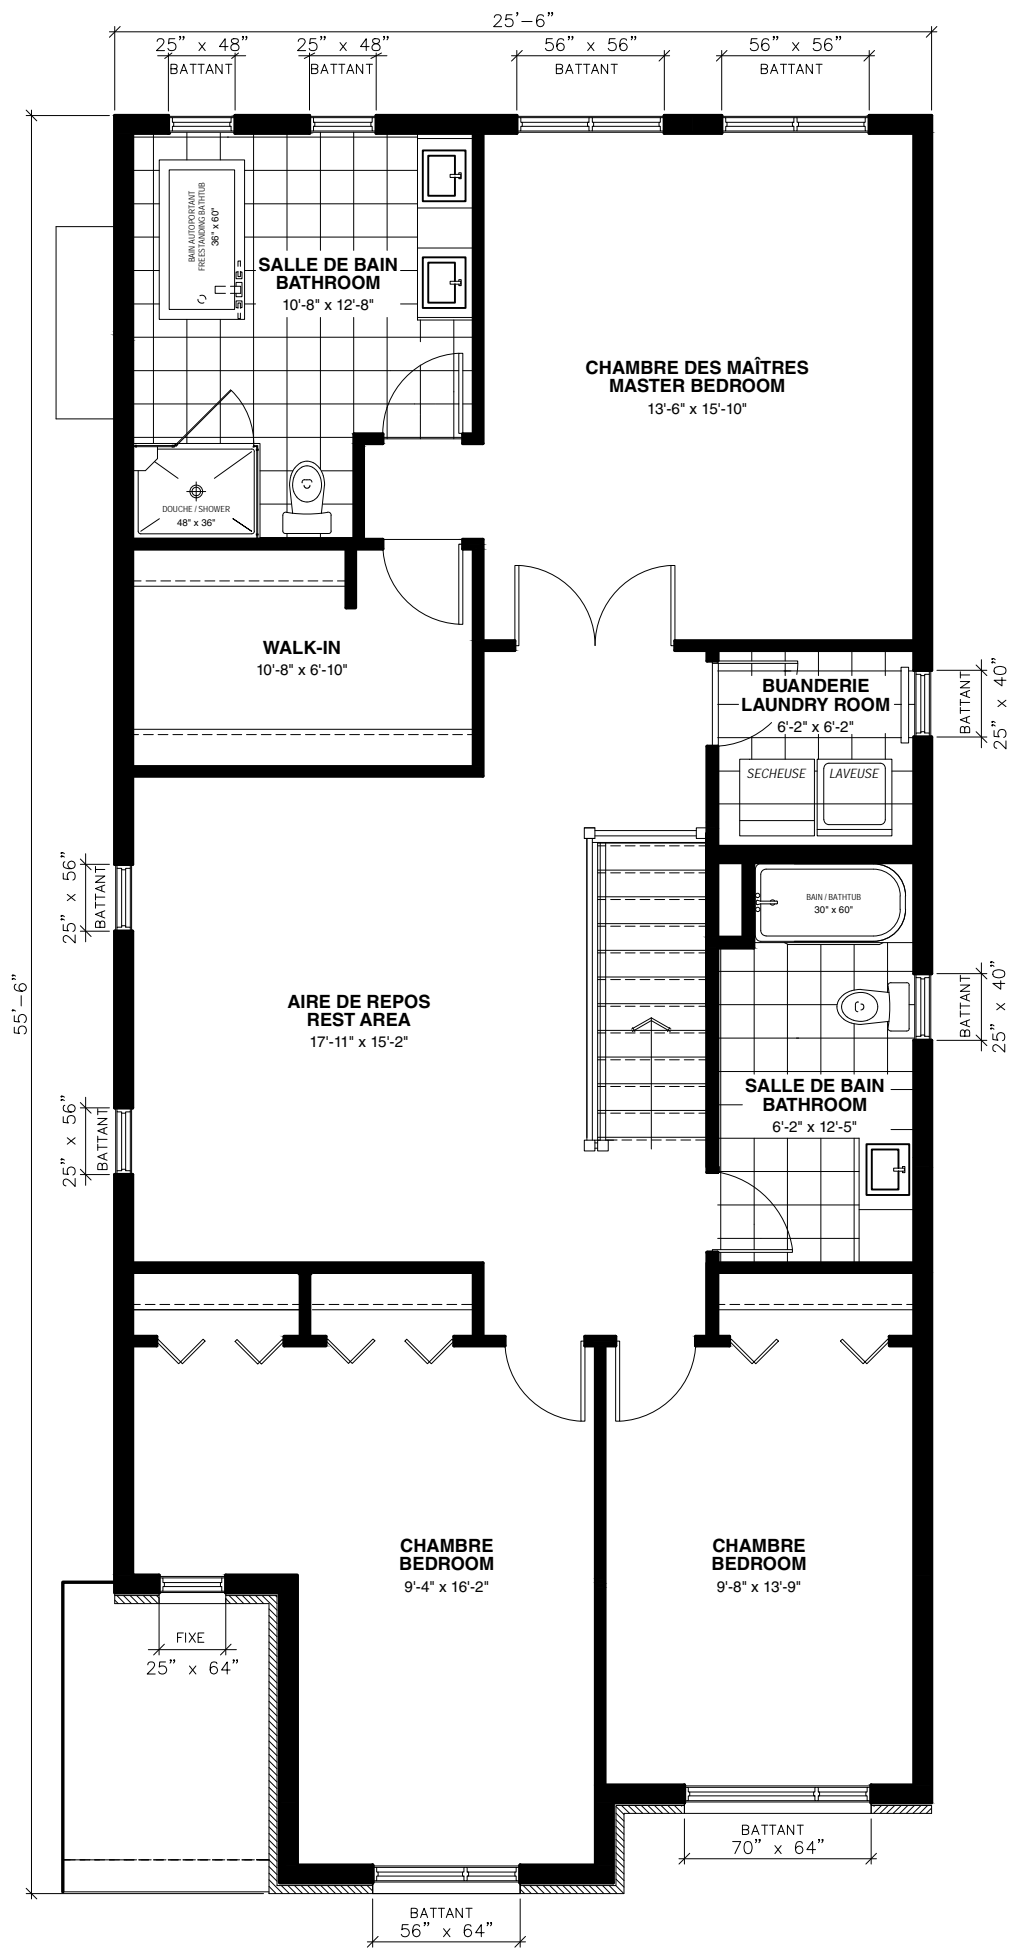 25'-6"
25" x 48"
BATTANT
25" x 48"
BATTANT
56" x 56"
BATTANT
56" x 56"
BATTANT
BAIN AUTOPORTANT
FREESTANDING BATHTUB
36" x 60"
SALLE DE BAIN
BATHROOM
10'-8" x 12'-8"
CHAMBRE DES MAÎTRES
MASTER BEDROOM
13'-6" x 15'-10"
DOUCHE / SHOWER
48" x 36"
WALK-IN
10'-8" x 6'-10"
BUANDERIE
LAUNDRY ROOM
6'-2" x 6'-2"
BATTANT
25" x 40"
SECHEUSE
LAVEUSE
25" x 56"
BATTANT
BAIN / BATHTUB
30" x 60"
55'-6"
AIRE DE REPOS
REST AREA
17'-11" x 15'-2"
BATTANT
25" x 40"
SALLE DE BAIN
BATHROOM
6'-2" x 12'-5"
25" x 56"
BATTANT
CHAMBRE
BEDROOM
9'-4" x 16'-2"
CHAMBRE
BEDROOM
9'-8" x 13'-9"
FIXE
25" x 64"
BATTANT
70" x 64"
BATTANT
56" x 64"